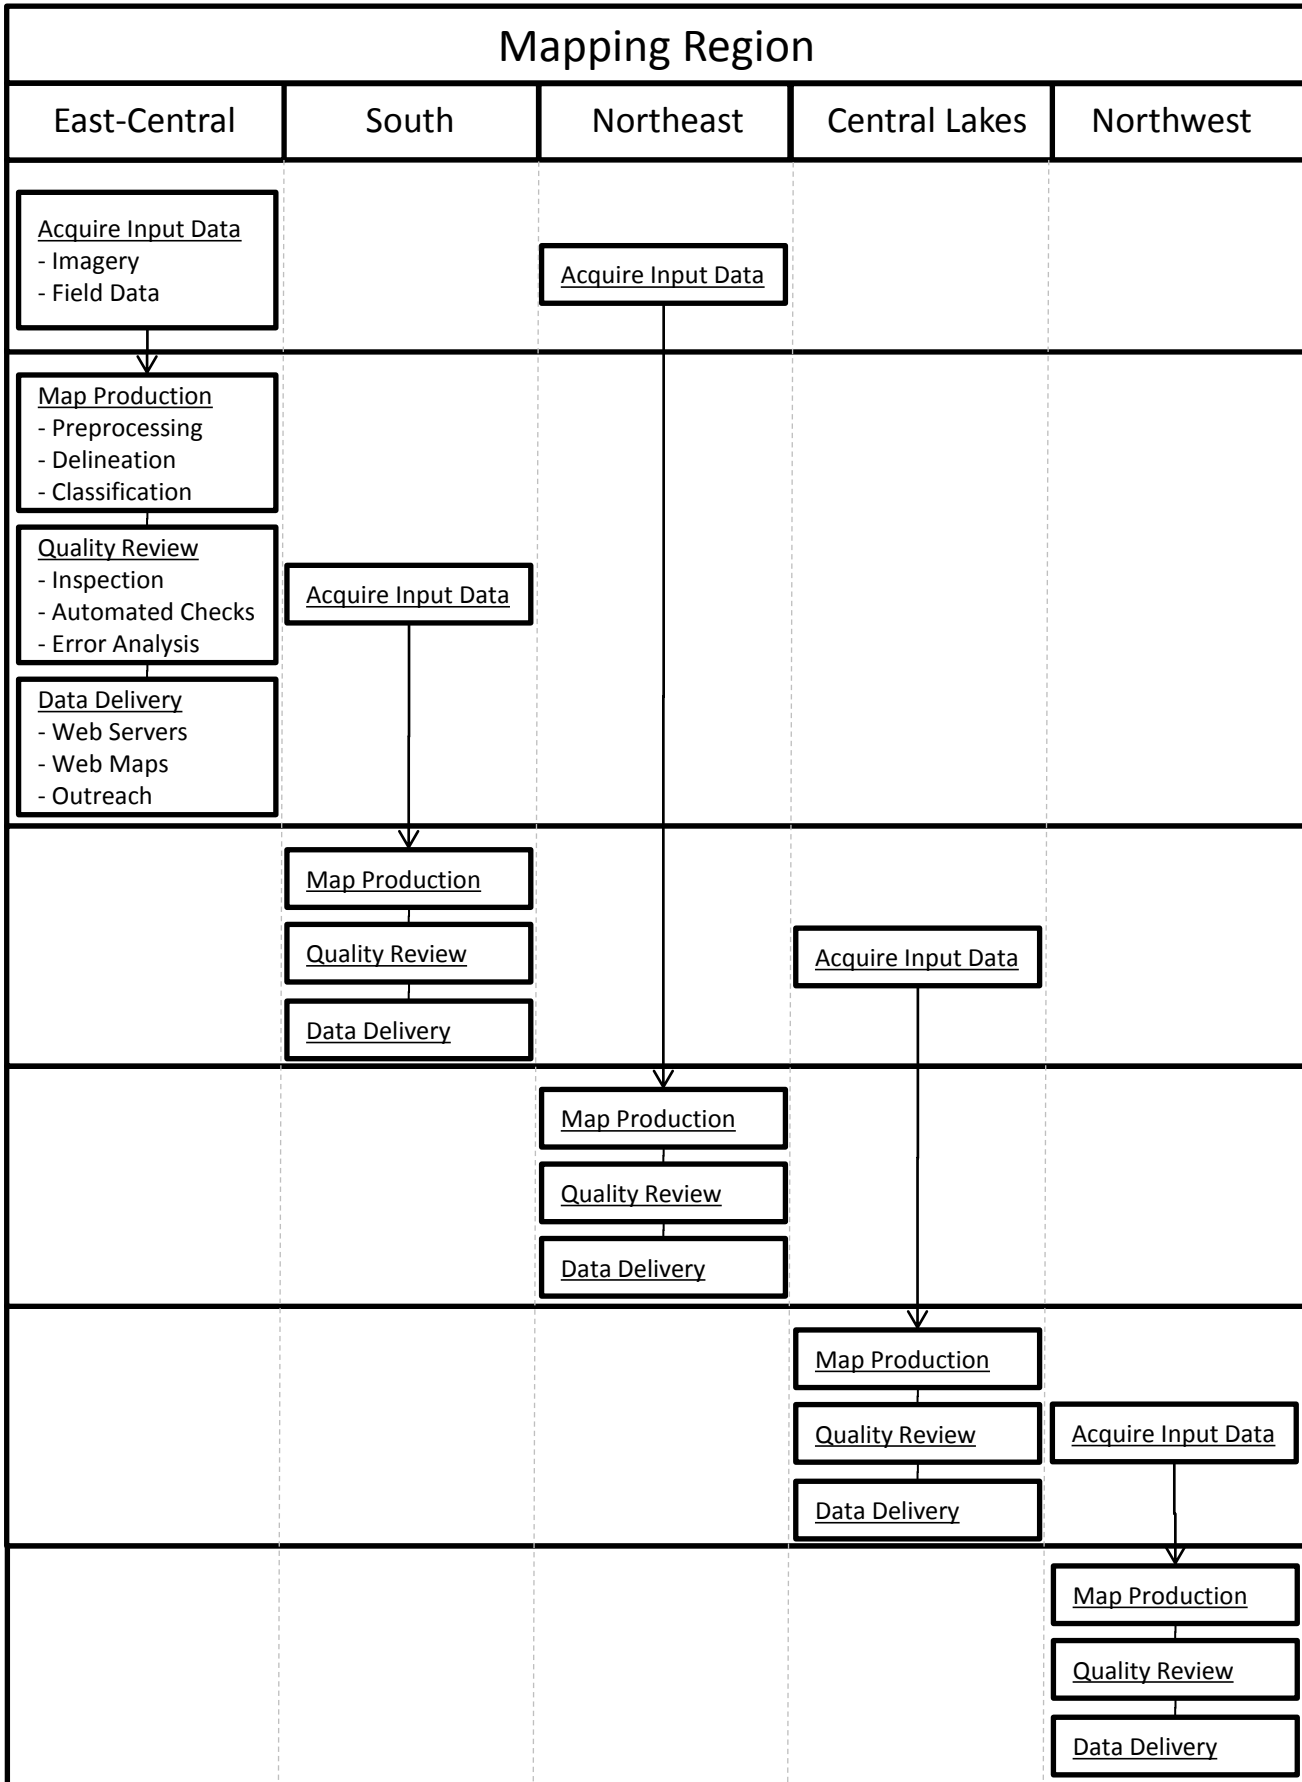 Mapping Region
East-Central
South
Northeast
Central Lakes
Northwest
Acquire Input Data
- Imagery
- Field Data
Acquire Input Data
Map Production
- Preprocessing
- Delineation
- Classification
Quality Review
- Inspection
- Automated Checks
- Error Analysis
Acquire Input Data
Data Delivery
- Web Servers
- Web Maps
- Outreach
Map Production
Quality Review
Data Delivery
Acquire Input Data
Map Production
Quality Review
Data Delivery
Map Production
Quality Review
Data Delivery
Acquire Input Data
Map Production
Quality Review
Data Delivery